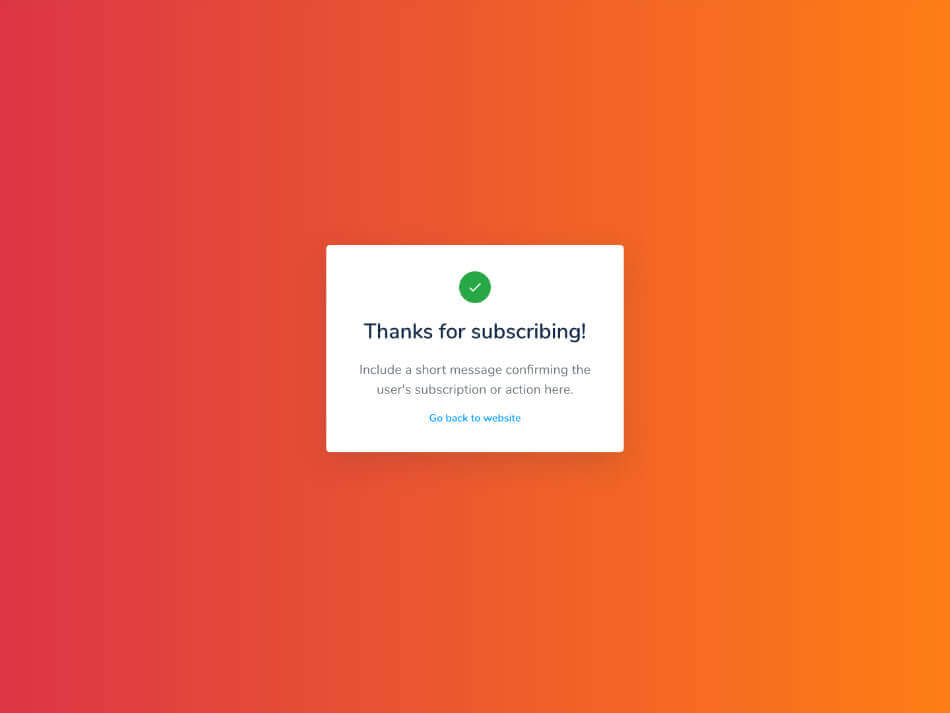 Thanks for subscribing!
Include a short message confirming the
user's subscription or action here.
Go back to website